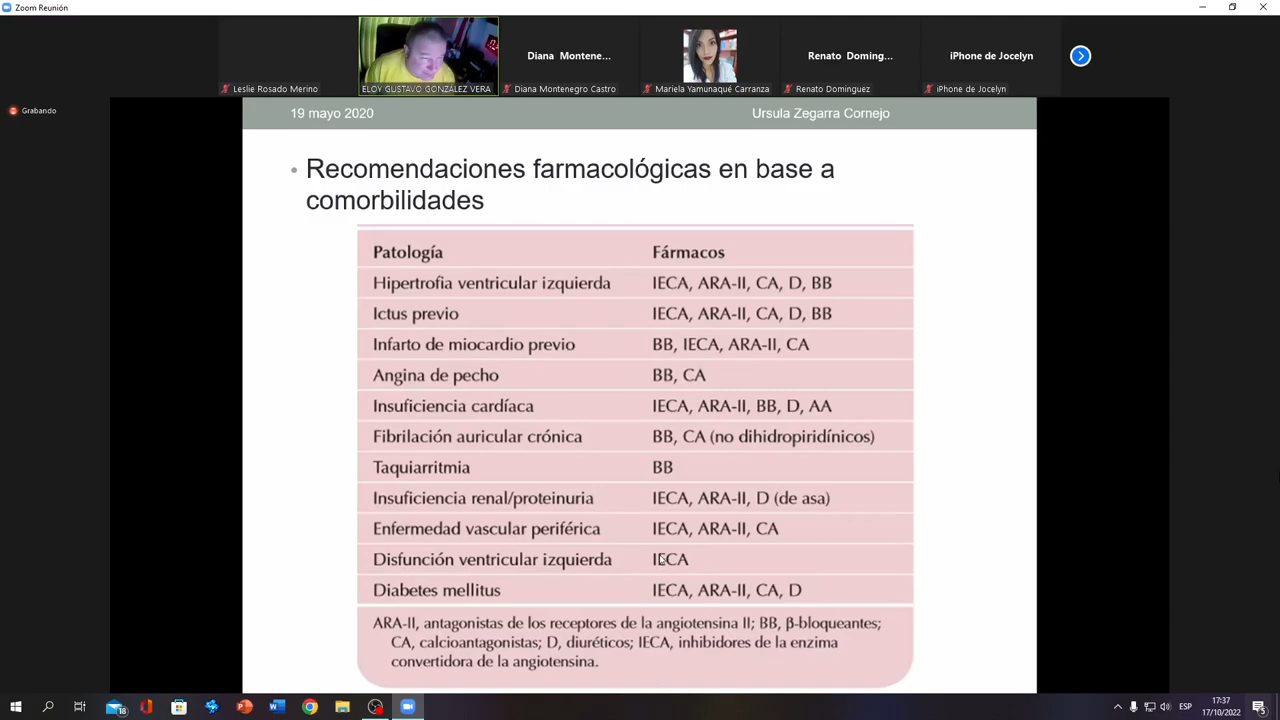 Zoom Reunión
Diana Montene...
Renato Doming...
iPhone de Jocelyn
Leslie Rosado Merino
ELOY GUSTAVO GONZÁLEZ VERA
Diana Montenegro Castro
Mariela Yamunaqué Carranza
Renato Dominguez
iPhone de Jocelyn
Grabando
19 mayo 2020
Ursula Zegarra Cornejo
• Recomendaciones farmacológicas en base a
comorbilidades
Patología Fármacos
Hipertrofia ventricular izquierda IECA, ARA-II, CA, D, BB
Ictus previo IECA, ARA-II, CA, D, BB
Infarto de miocardio previo BB, IECA, ARA-II, CA
Angina de pecho BB, CA
Insuficiencia cardíaca IECA, ARA-II, BB, D, AA
Fibrilación auricular crónica BB, CA (no dihidropiridínicos)
Taquiarritmia BB
Insuficiencia renal/proteinuria IECA, ARA-II, D (de asa)
Enfermedad vascular periférica IECA, ARA-II, CA
Disfunción ventricular izquierda IECA
Diabetes mellitus IECA, ARA-II, CA, D
ARA-II, antagonistas de los receptores de la angiotensina II; BB, β-bloqueantes;
CA, calcioantagonistas; D, diuréticos; IECA, inhibidores de la enzima
convertidora de la angiotensina.
18
ESP
17:37
17/10/2022
5